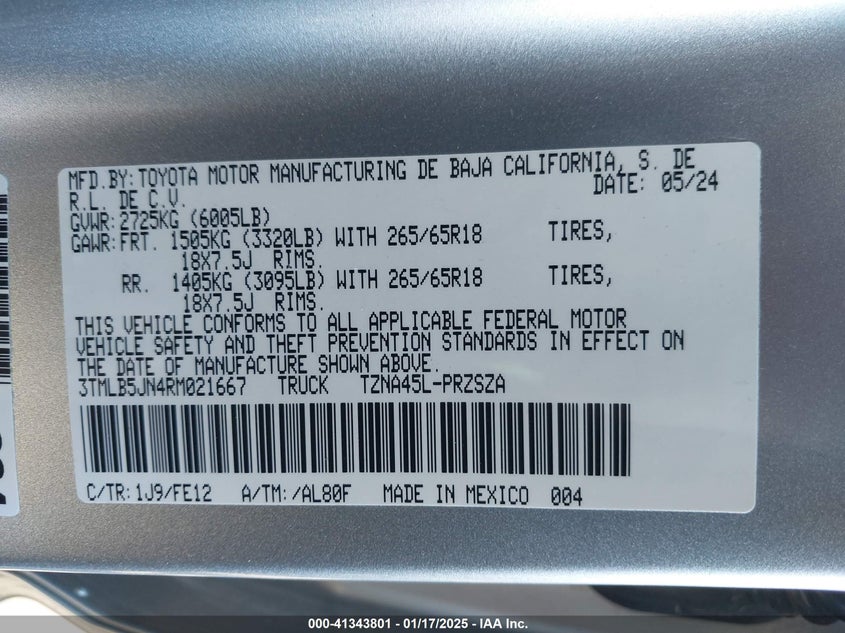 MFD.BY:TOYOTA MOTOR MANUFACTURING DE BAJA CALIFORNIA, S. DE
R.L. DE C.V. DATE: 05/24
GVWR:2725KG (6005LB)
GAWR:FRT. 1505KG (3320LB) WITH 265/65R18 TIRES,
18X7.5J RIMS.
RR. 1405KG (3095LB) WITH 265/65R18 TIRES,
18X7.5J RIMS.
THIS VEHICLE CONFORMS TO ALL APPLICABLE FEDERAL MOTOR
VEHICLE SAFETY AND THEFT PREVENTION STANDARDS IN EFFECT ON
THE DATE OF MANUFACTURE SHOWN ABOVE.
3TMLB5JN4RM021667 TRUCK TZNA45L-PRZSZA
C/TR:1J9/FE12 A/TM:/AL80F MADE IN MEXICO 004
000-41343801 - 01/17/2025 - IAA Inc.